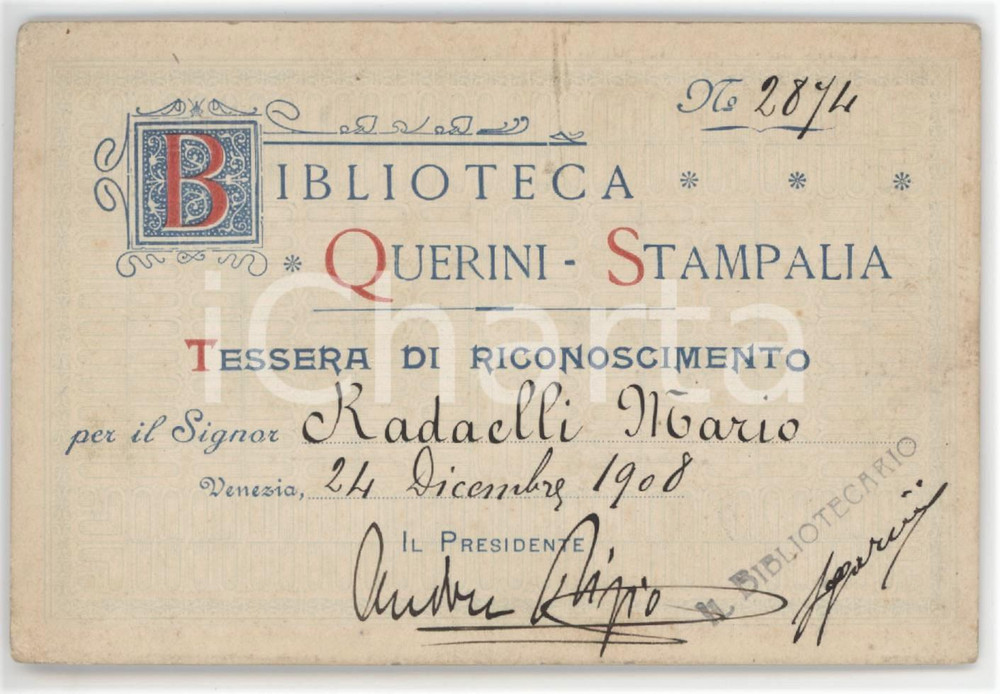 No 2874
BIBLIOTECA * * *
* QUERINI - STAMPALIA
iCharta
TESSERA DI RICONOSCIMENTO
per il Signor Radaelli Mario
Venezia, 24 Dicembre 1908
IL PRESIDENTE
IL BIBLIOTECARIO